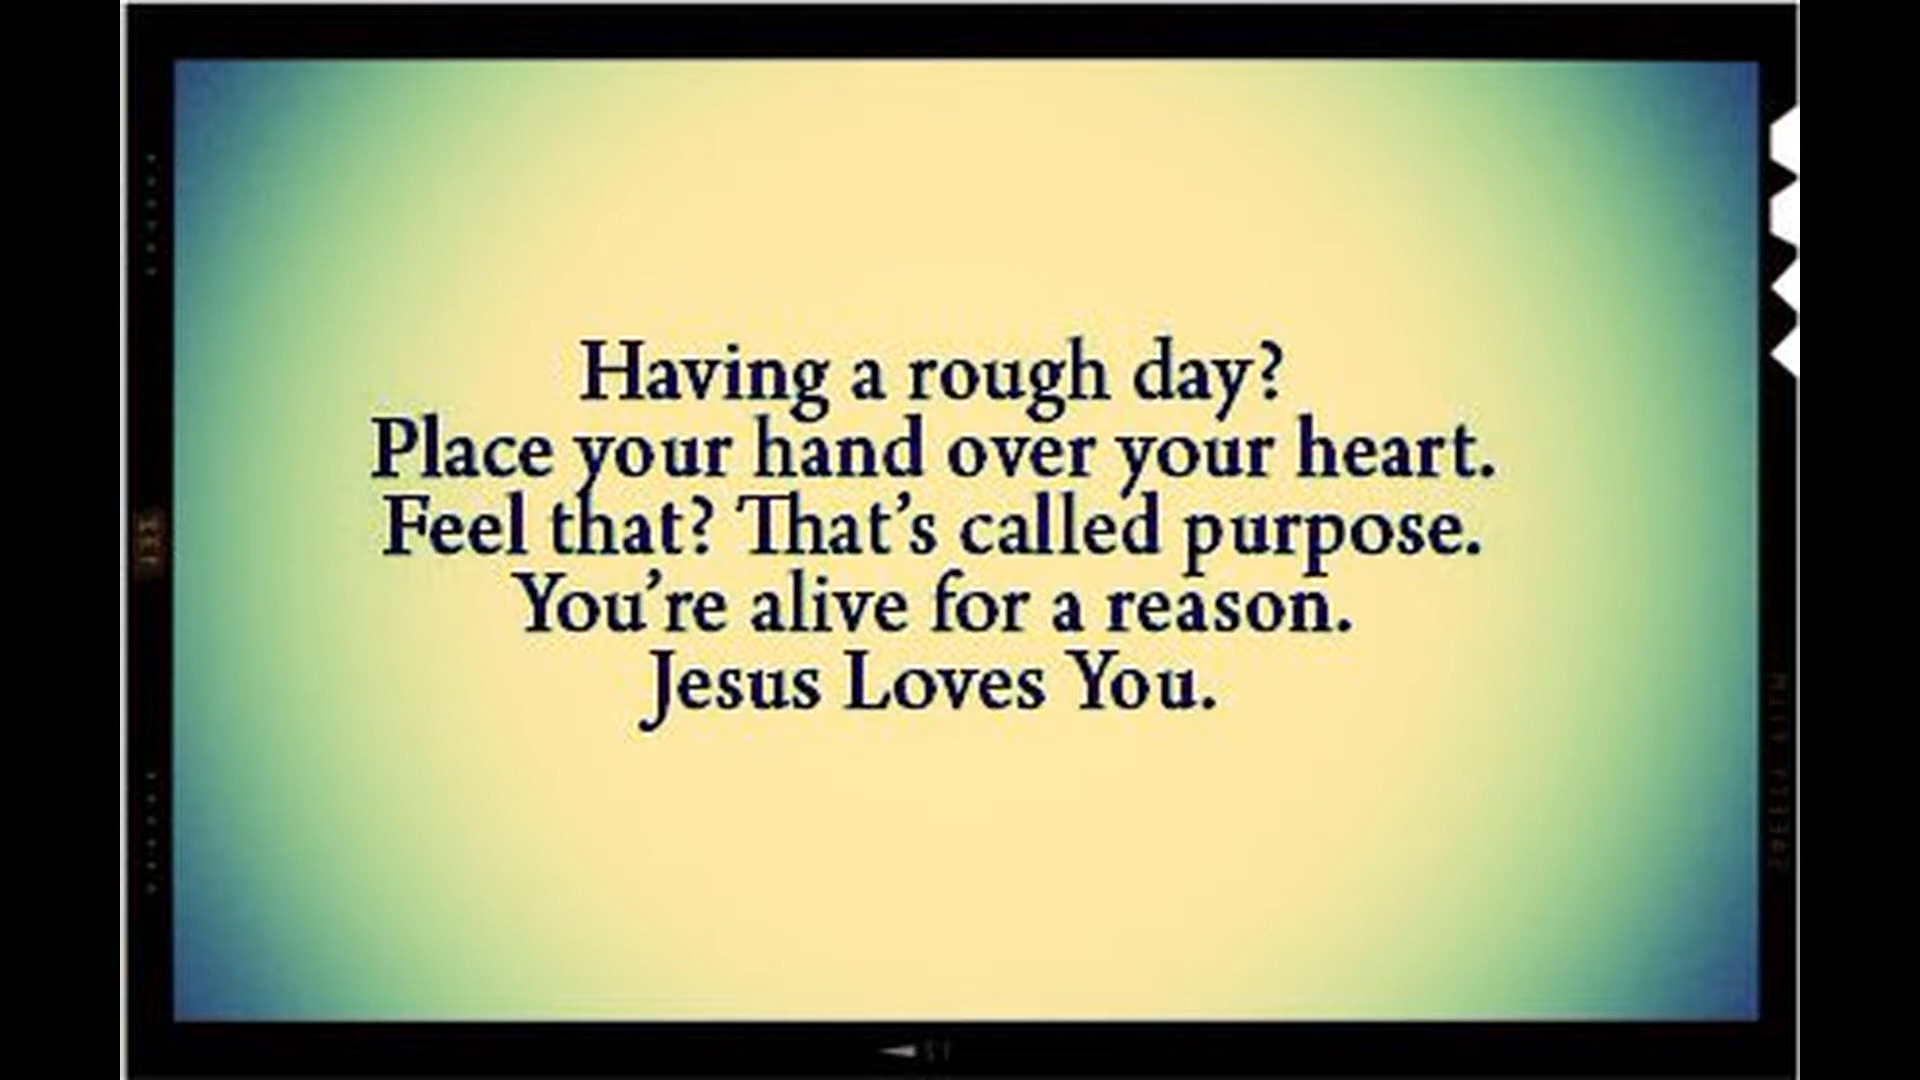 Having a rough day?
Place your hand over your heart.
Feel that? That’s called purpose.
You’re alive for a reason.
Jesus Loves You.